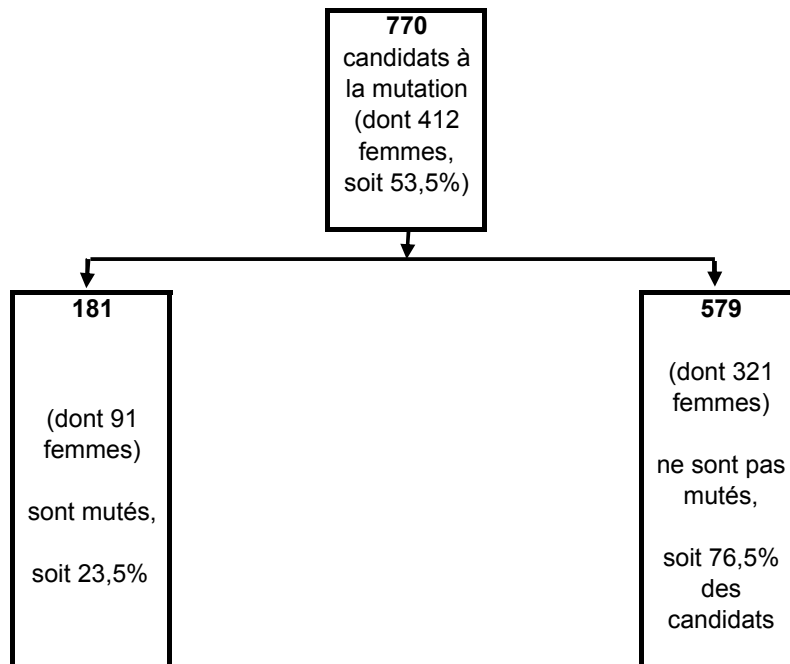 770
candidats à
la mutation
(dont 412
femmes,
soit 53,5%)
181
(dont 91
femmes)
sont mutés,
soit 23,5%
579
(dont 321
femmes)
ne sont pas
mutés,
soit 76,5%
des
candidats